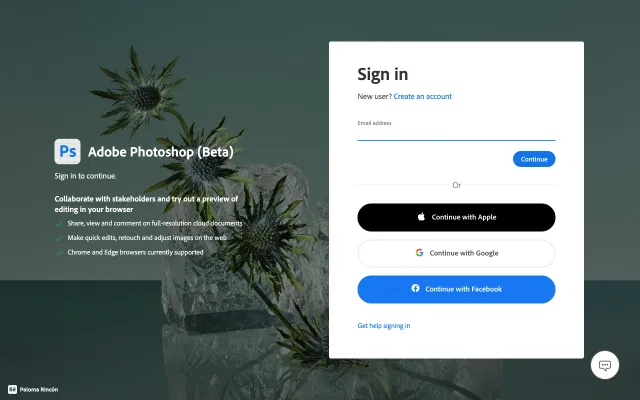 Ps
Adobe Photoshop (Beta)
Sign in to continue.
Collaborate with stakeholders and try out a preview of
editing in your browser
Share, view and comment on full-resolution cloud documents
Make quick edits, retouch and adjust images on the web
Chrome and Edge browsers currently supported
Sign in
New user? Create an account
Email address
Continue
Or
Continue with Apple
Continue with Google
Continue with Facebook
Get help signing in
Bē Paloma Rincón